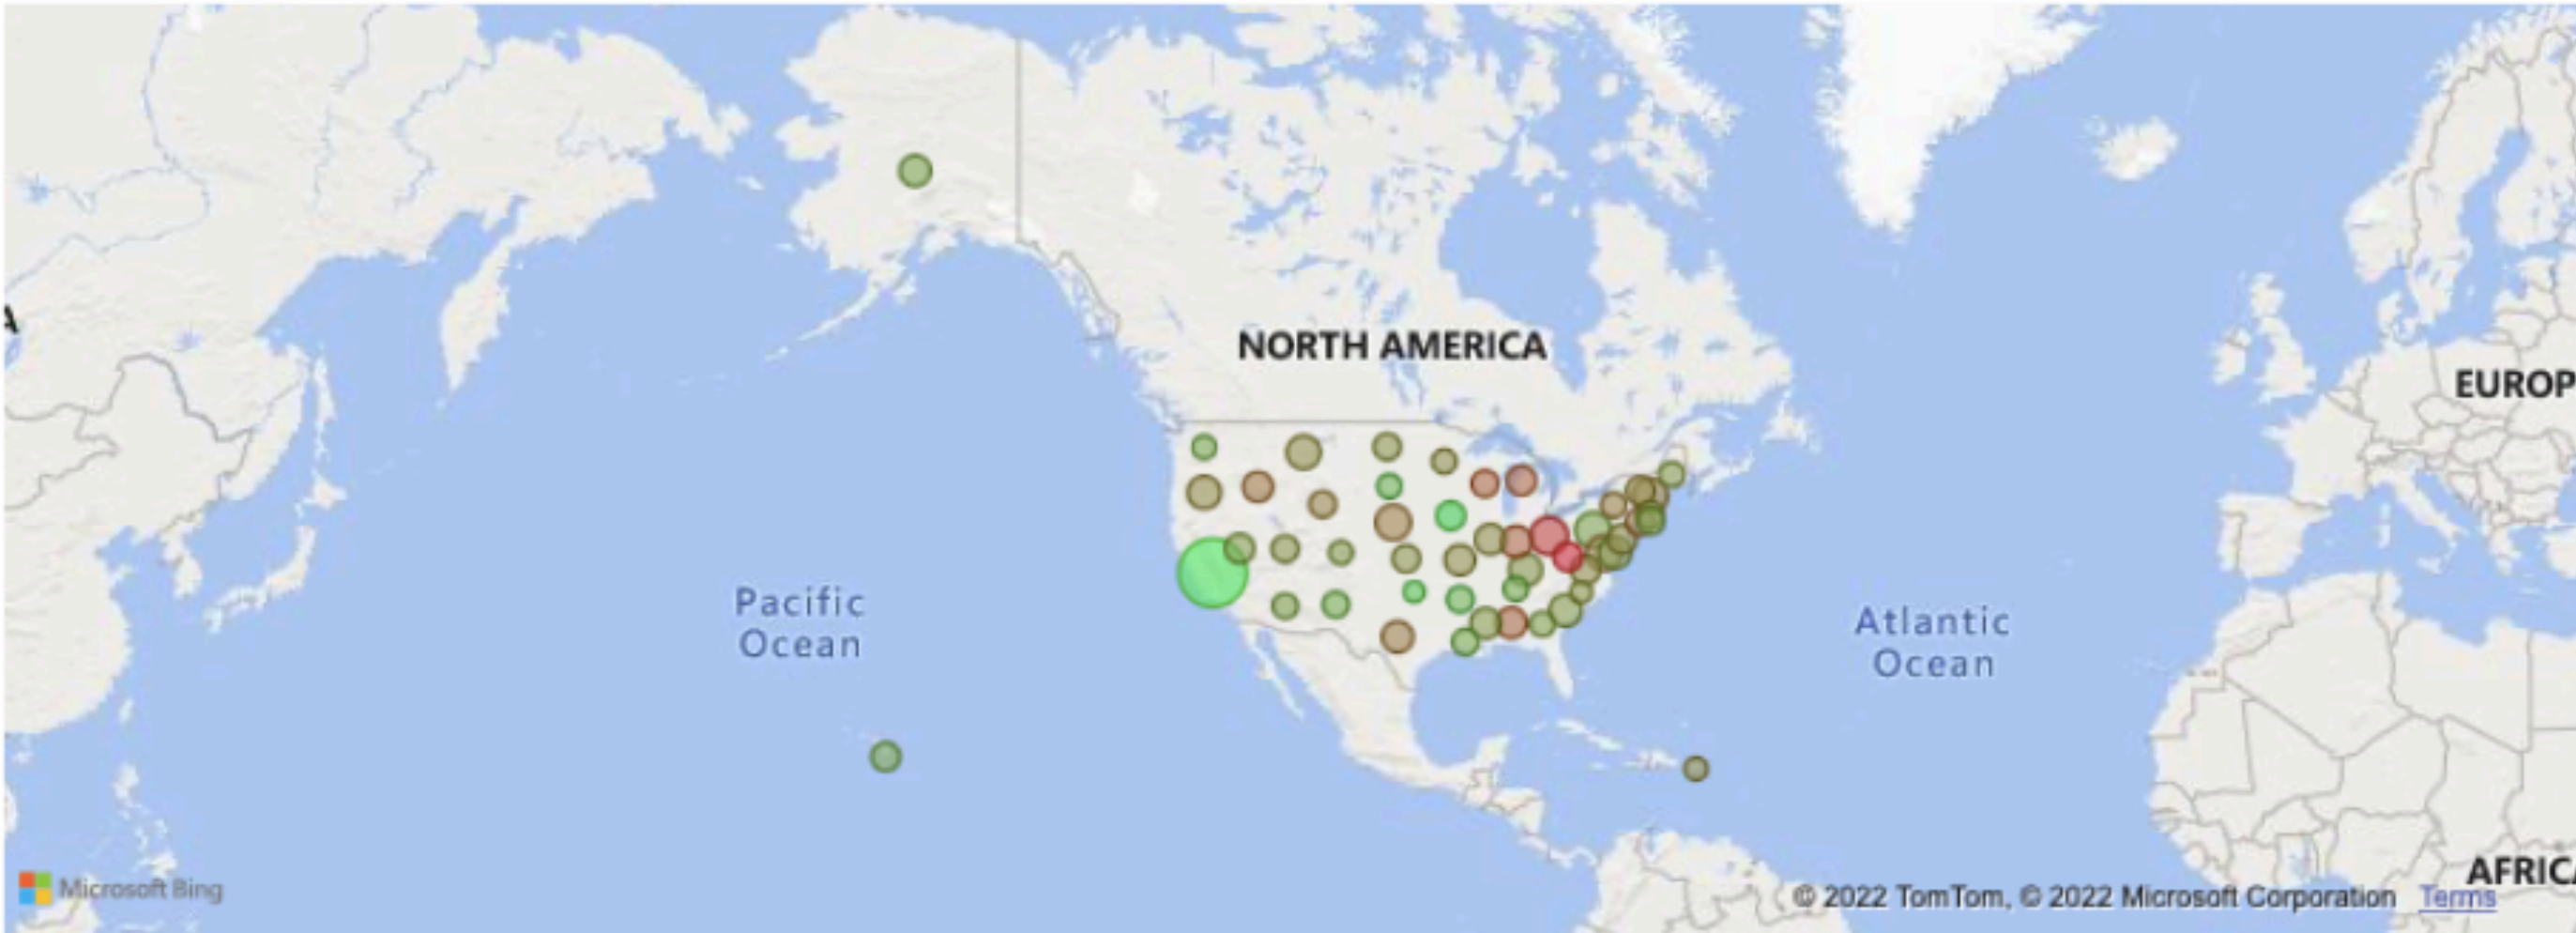 A
NORTH AMERICA
EUROP
Pacific
Ocean
Atlantic
Ocean
AFRICA
Microsoft Bing
© 2022 TomTom, © 2022 Microsoft Corporation Terms